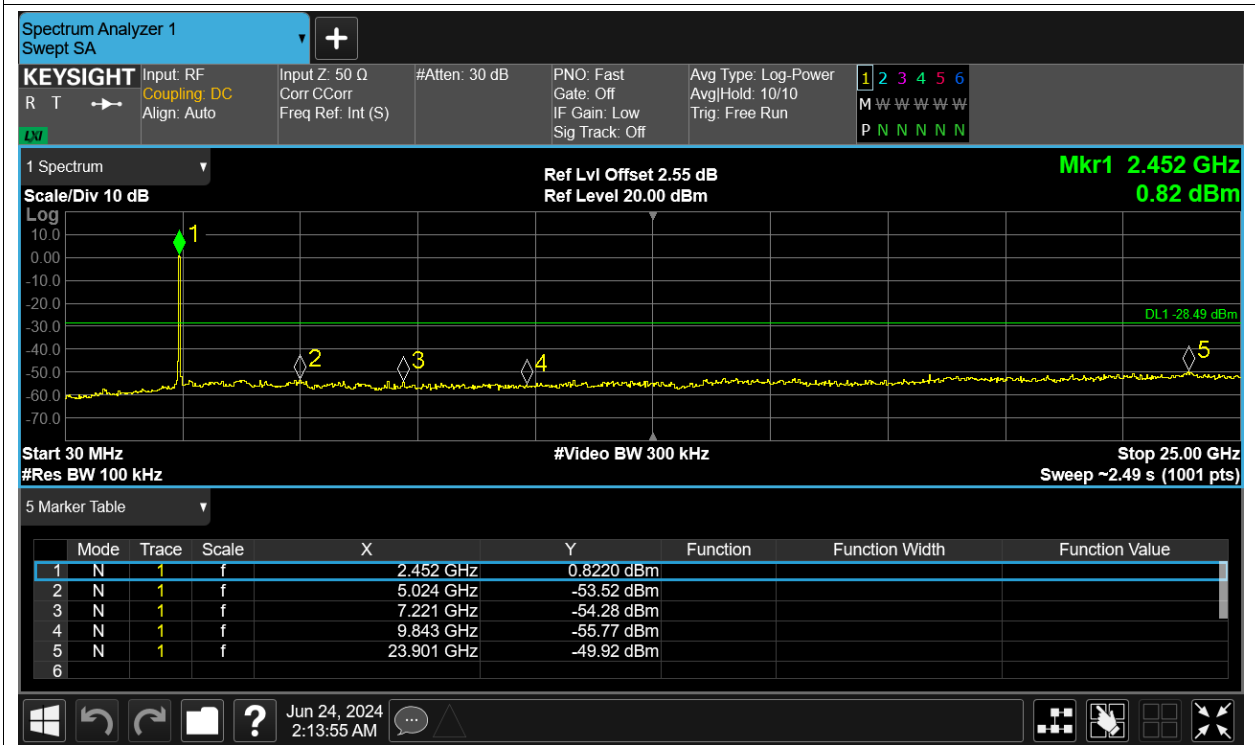 Spectrum Analyzer 1
Swept SA
KEYSIGHT
R T
LXI
Input: RF
Coupling: DC
Align: Auto
Input Z: 50 Ω
Corr CCorr
Freq Ref: Int (S)
#Atten: 30 dB
PNO: Fast
Gate: Off
IF Gain: Low
Sig Track: Off
Avg Type: Log-Power
Avg|Hold: 10/10
Trig: Free Run
1 2 3 4 5 6
M W W W W W
P N N N N N
1 Spectrum
Scale/Div 10 dB
Ref Lvl Offset 2.55 dB
Ref Level 20.00 dBm
Mkr1 2.452 GHz
0.82 dBm
Log
10.0
0.00
-10.0
-20.0
-30.0
-40.0
-50.0
-60.0
-70.0
1
2
3
4
5
DL1 -28.49 dBm
Start 30 MHz
#Video BW 300 kHz
Stop 25.00 GHz
#Res BW 100 kHz
Sweep ~2.49 s (1001 pts)
5 Marker Table
Mode Trace Scale X Y Function Function Width Function Value
1 N 1 f 2.452 GHz 0.8220 dBm
2 N 1 f 5.024 GHz -53.52 dBm
3 N 1 f 7.221 GHz -54.28 dBm
4 N 1 f 9.843 GHz -55.77 dBm
5 N 1 f 23.901 GHz -49.92 dBm
6
?
Jun 24, 2024
2:13:55 AM